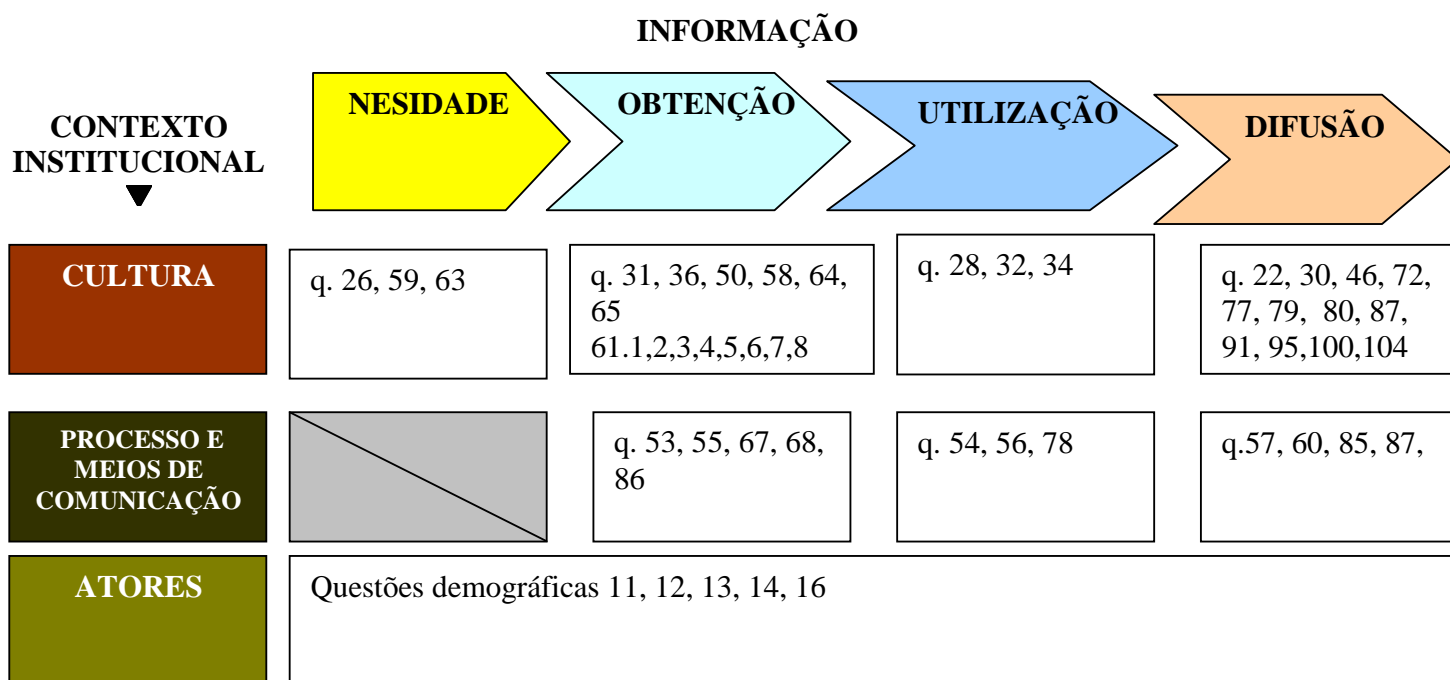 INFORMAÇÃO
NESIDADE
OBTENÇÃO
UTILIZAÇÃO
DIFUSÃO
CONTEXTO
INSTITUCIONAL
CULTURA
q. 26, 59, 63
q. 31, 36, 50, 58, 64,
65
61.1,2,3,4,5,6,7,8
q. 28, 32, 34
q. 22, 30, 46, 72,
77, 79, 80, 87,
91, 95,100,104
PROCESSO E
MEIOS DE
COMUNICAÇÃO
q. 53, 55, 67, 68,
86
q. 54, 56, 78
q.57, 60, 85, 87,
ATORES
Questões demográficas 11, 12, 13, 14, 16